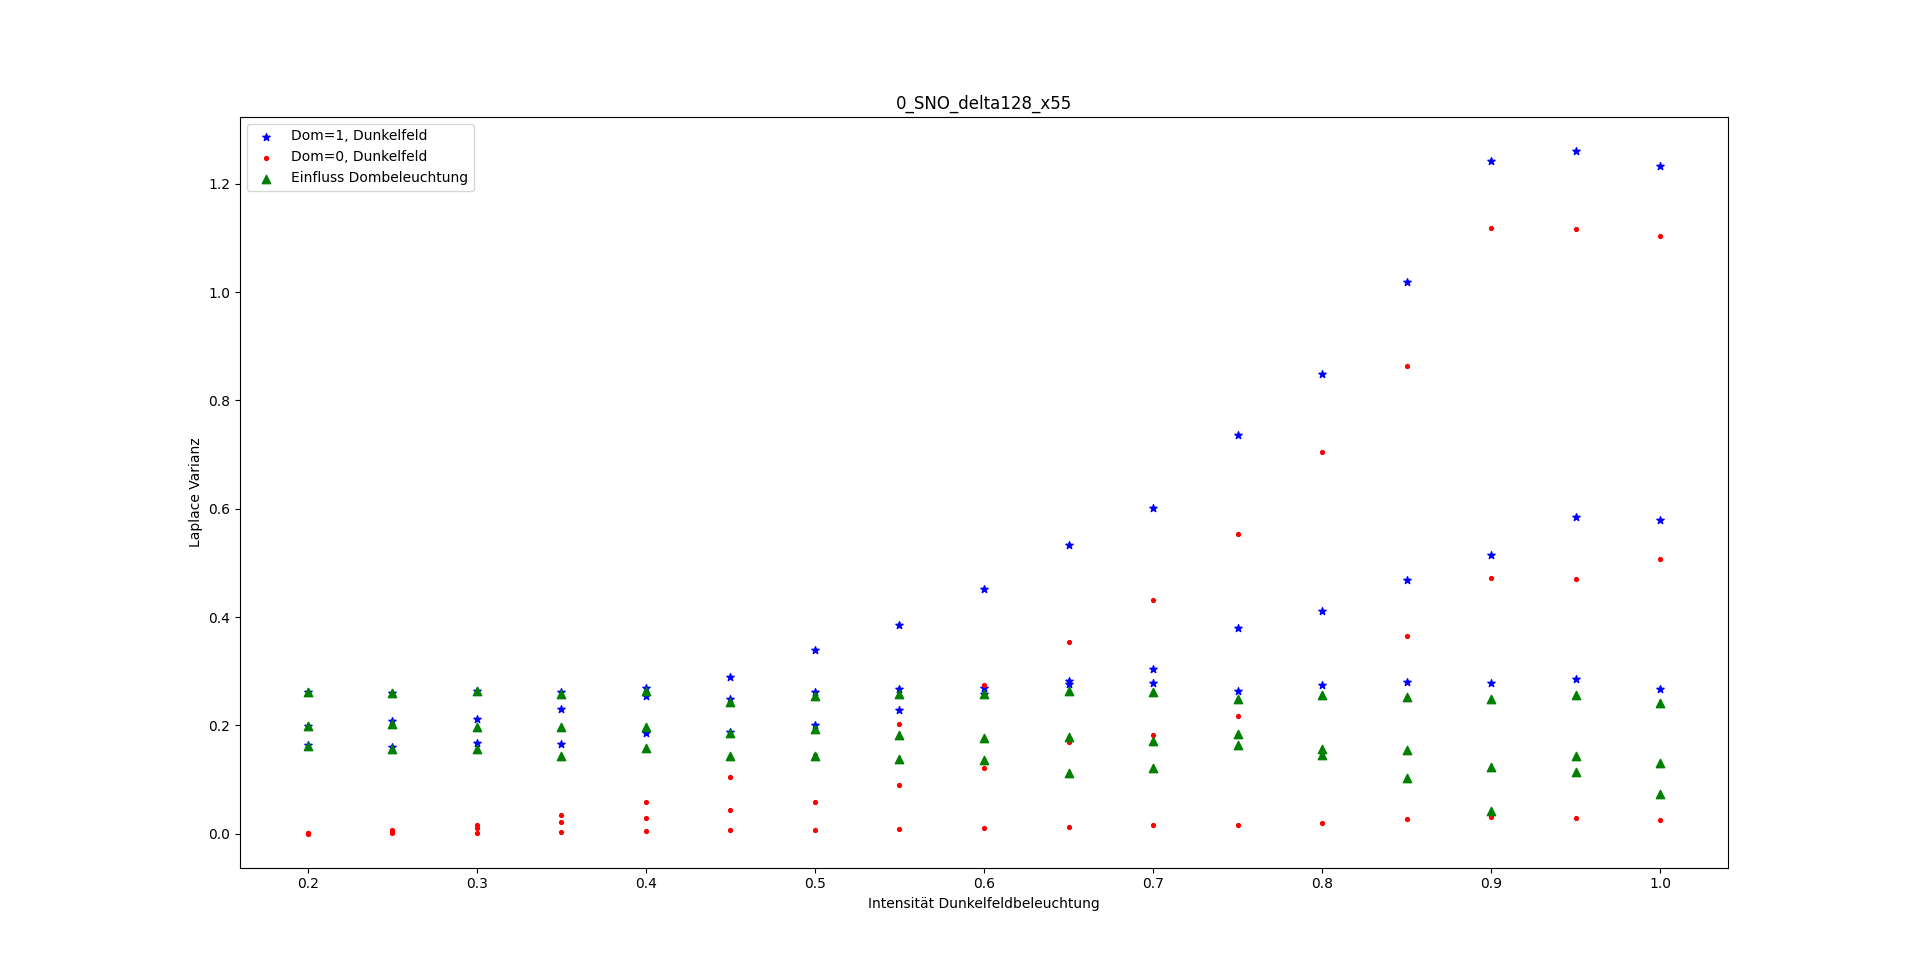 0_SNO_delta128_x55
Dom=1, Dunkelfeld
Dom=0, Dunkelfeld
Einfluss Dombeleuchtung
1.2
1.0
0.8
0.6
0.4
0.2
0.0
Laplace Varianz
0.2 0.3 0.4 0.5 0.6 0.7 0.8 0.9 1.0
Intensität Dunkelfeldbeleuchtung